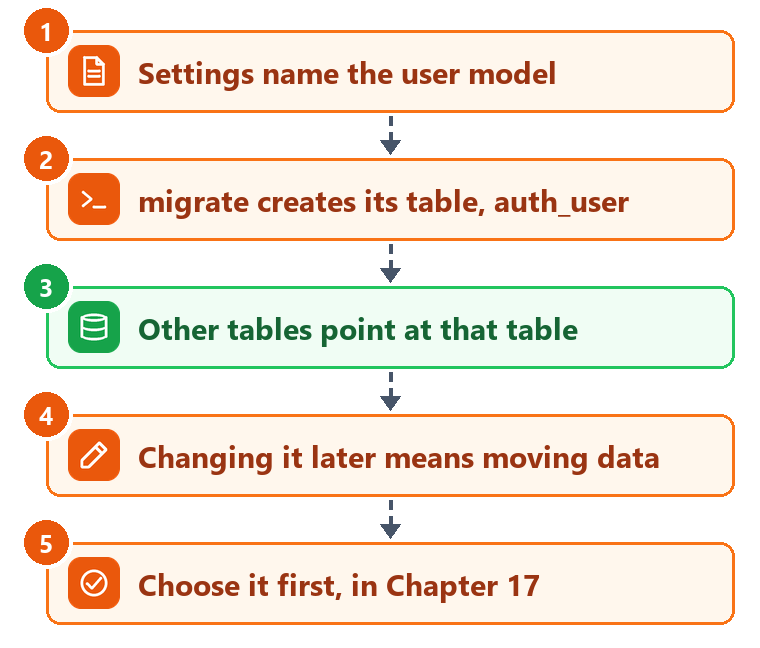 1
Settings name the user model
2
migrate creates its table, auth_user
3
Other tables point at that table
4
Changing it later means moving data
5
Choose it first, in Chapter 17